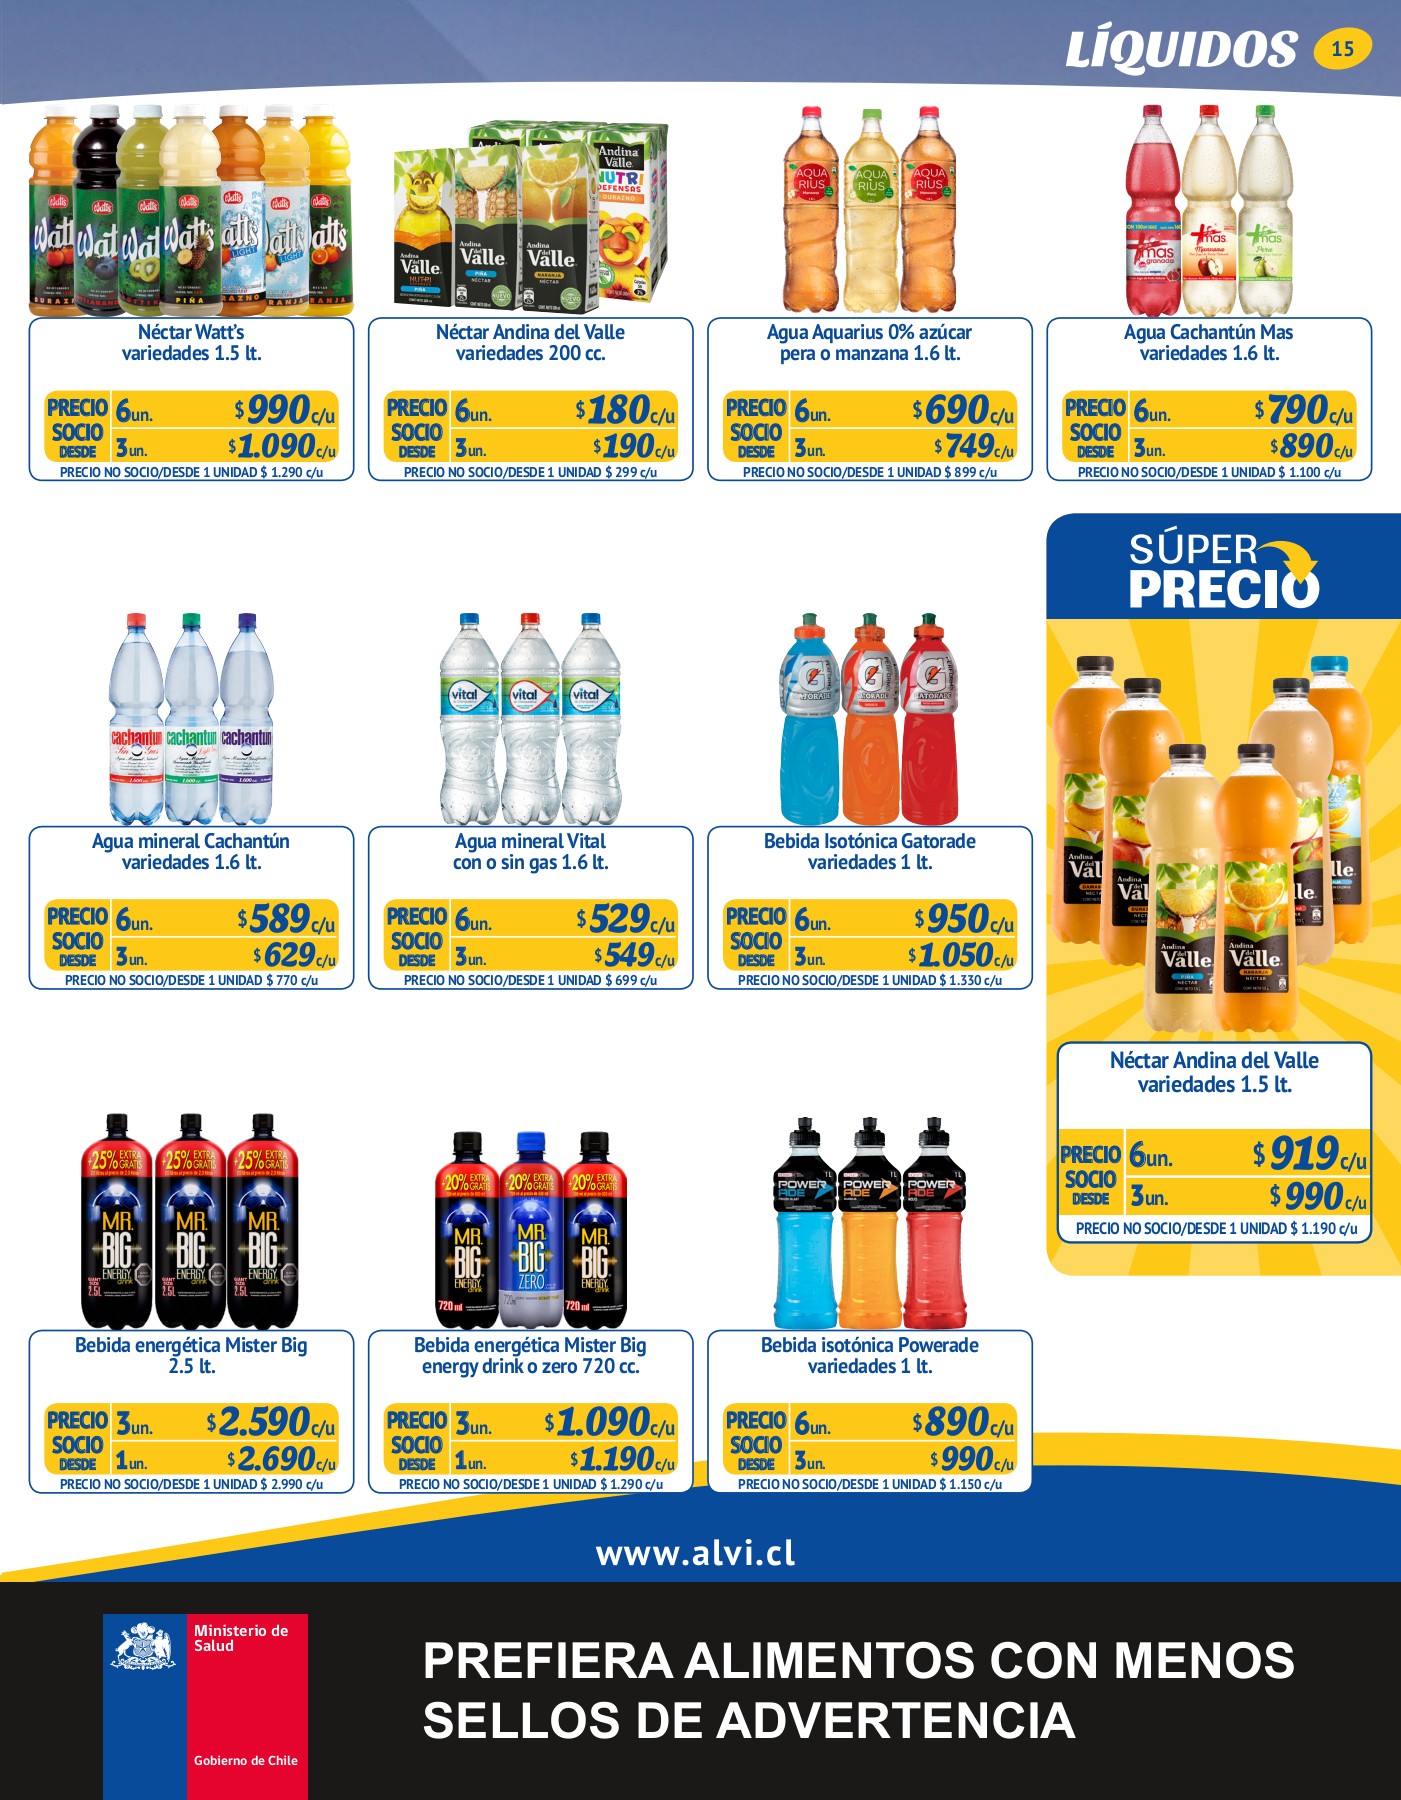 LÍQUIDOS 15
Néctar Watt's
variedades 1.5 lt.
PRECIO SOCIO DESDE
6un. $990c/u
3un. $1.090c/u
PRECIO NO SOCIO/DESDE 1 UNIDAD $ 1.290 c/u
Néctar Andina del Valle
variedades 200 cc.
PRECIO SOCIO DESDE
6un. $180c/u
3un. $190c/u
PRECIO NO SOCIO/DESDE 1 UNIDAD $ 299 c/u
Agua Aquarius 0% azúcar
pera o manzana 1.6 lt.
PRECIO SOCIO DESDE
6un. $690c/u
3un. $749c/u
PRECIO NO SOCIO/DESDE 1 UNIDAD $ 899 c/u
Agua Cachantún Mas
variedades 1.6 lt.
PRECIO SOCIO DESDE
6un. $790c/u
3un. $890c/u
PRECIO NO SOCIO/DESDE 1 UNIDAD $ 1.100 c/u
Agua mineral Cachantún
variedades 1.6 lt.
PRECIO SOCIO DESDE
6un. $589c/u
3un. $629c/u
PRECIO NO SOCIO/DESDE 1 UNIDAD $ 770 c/u
Agua mineral Vital
con o sin gas 1.6 lt.
PRECIO SOCIO DESDE
6un. $529c/u
3un. $549c/u
PRECIO NO SOCIO/DESDE 1 UNIDAD $ 699 c/u
Bebida Isotónica Gatorade
variedades 1 lt.
PRECIO SOCIO DESDE
6un. $950c/u
3un. $1.050c/u
PRECIO NO SOCIO/DESDE 1 UNIDAD $ 1.330 c/u
SÚPER
PRECIO
Néctar Andina del Valle
variedades 1.5 lt.
PRECIO SOCIO DESDE
6un. $919c/u
3un. $990c/u
PRECIO NO SOCIO/DESDE 1 UNIDAD $ 1.190 c/u
Bebida energética Mister Big
2.5 lt.
PRECIO SOCIO DESDE
3un. $2.590c/u
1un. $2.690c/u
PRECIO NO SOCIO/DESDE 1 UNIDAD $ 2.990 c/u
Bebida energética Mister Big
energy drink o zero 720 cc.
PRECIO SOCIO DESDE
3un. $1.090c/u
1un. $1.190c/u
PRECIO NO SOCIO/DESDE 1 UNIDAD $ 1.290 c/u
Bebida isotónica Powerade
variedades 1 lt.
PRECIO SOCIO DESDE
6un. $890c/u
3un. $990c/u
PRECIO NO SOCIO/DESDE 1 UNIDAD $ 1.150 c/u
www.alvi.cl
Ministerio de
Salud
Gobierno de Chile
PREFIERA ALIMENTOS CON MENOS
SELLOS DE ADVERTENCIA